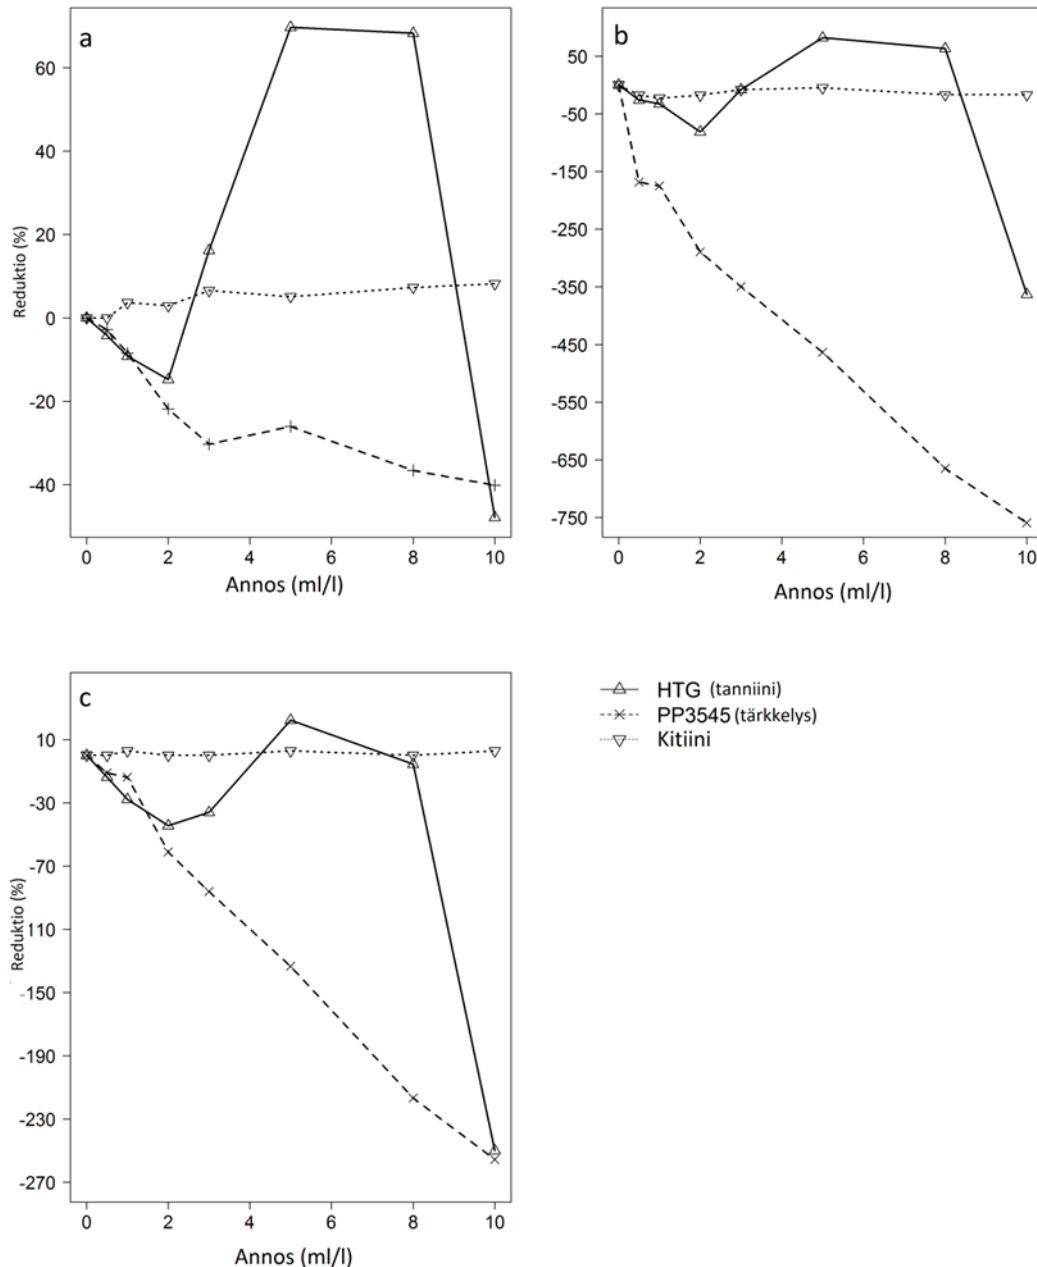 a
60
40
20
0
-20
-40
Reduktio (%)
0 2 4 6 8 10
Annos (ml/l)
b
50
-50
-150
-250
-350
-450
-550
-650
-750
0 2 4 6 8 10
Annos (ml/l)
c
10
-30
-70
-110
-150
-190
-230
-270
Reduktio (%)
0 2 4 6 8 10
Annos (ml/l)
HTG (tanniini)
PP3545 (tärkkelys)
Kitiini